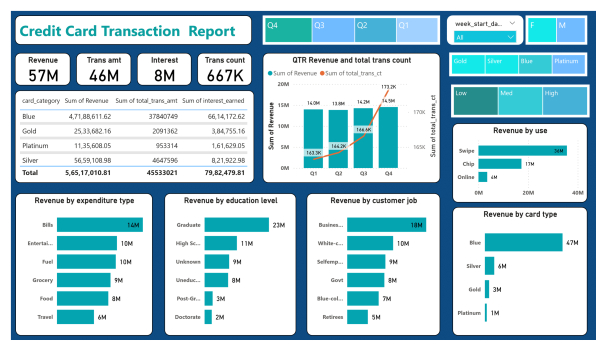 Credit Card Transaction Report
Q4 Q3 Q2 Q1
week_start_da...
All
F M
Revenue
57M
Trans amt
46M
Interest
8M
Trans count
667K
Gold Silver Blue Platinum
Low Med High
card_category Sum of Revenue Sum of total_trans_amt Sum of interest_earned
Blue 4,71,88,611.62 37840749 66,14,172.62
Gold 25,33,682.16 2091362 3,84,755.16
Platinum 11,35,608.05 953314 1,61,629.05
Silver 56,59,108.98 4647596 8,21,922.98
Total 5,65,17,010.81 45533021 79,82,479.81
QTR Revenue and total trans count
Sum of Revenue Sum of total_trans_ct
Sum of Revenue
20M
15M
10M
5M
0M
14.0M 13.8M 14.2M 14.5M
163.3K 164.2K 166.6K 173.2K
Q1 Q2 Q3 Q4
170K
165K
Sum of total_trans_ct
Revenue by use
Swipe 36M
Chip 17M
Online 4M
0M 20M 40M
Revenue by expenditure type
Bills 14M
Entertai... 10M
Fuel 10M
Grocery 9M
Food 8M
Travel 6M
Revenue by education level
Graduate 23M
High Sc... 11M
Unknown 9M
Uneduc... 8M
Post-Gr... 3M
Doctorate 2M
Revenue by customer job
Busines... 18M
White-c... 10M
Selfemp... 9M
Govt 8M
Blue-col... 7M
Retirees 5M
Revenue by card type
Blue 47M
Silver 6M
Gold 3M
Platinum 1M